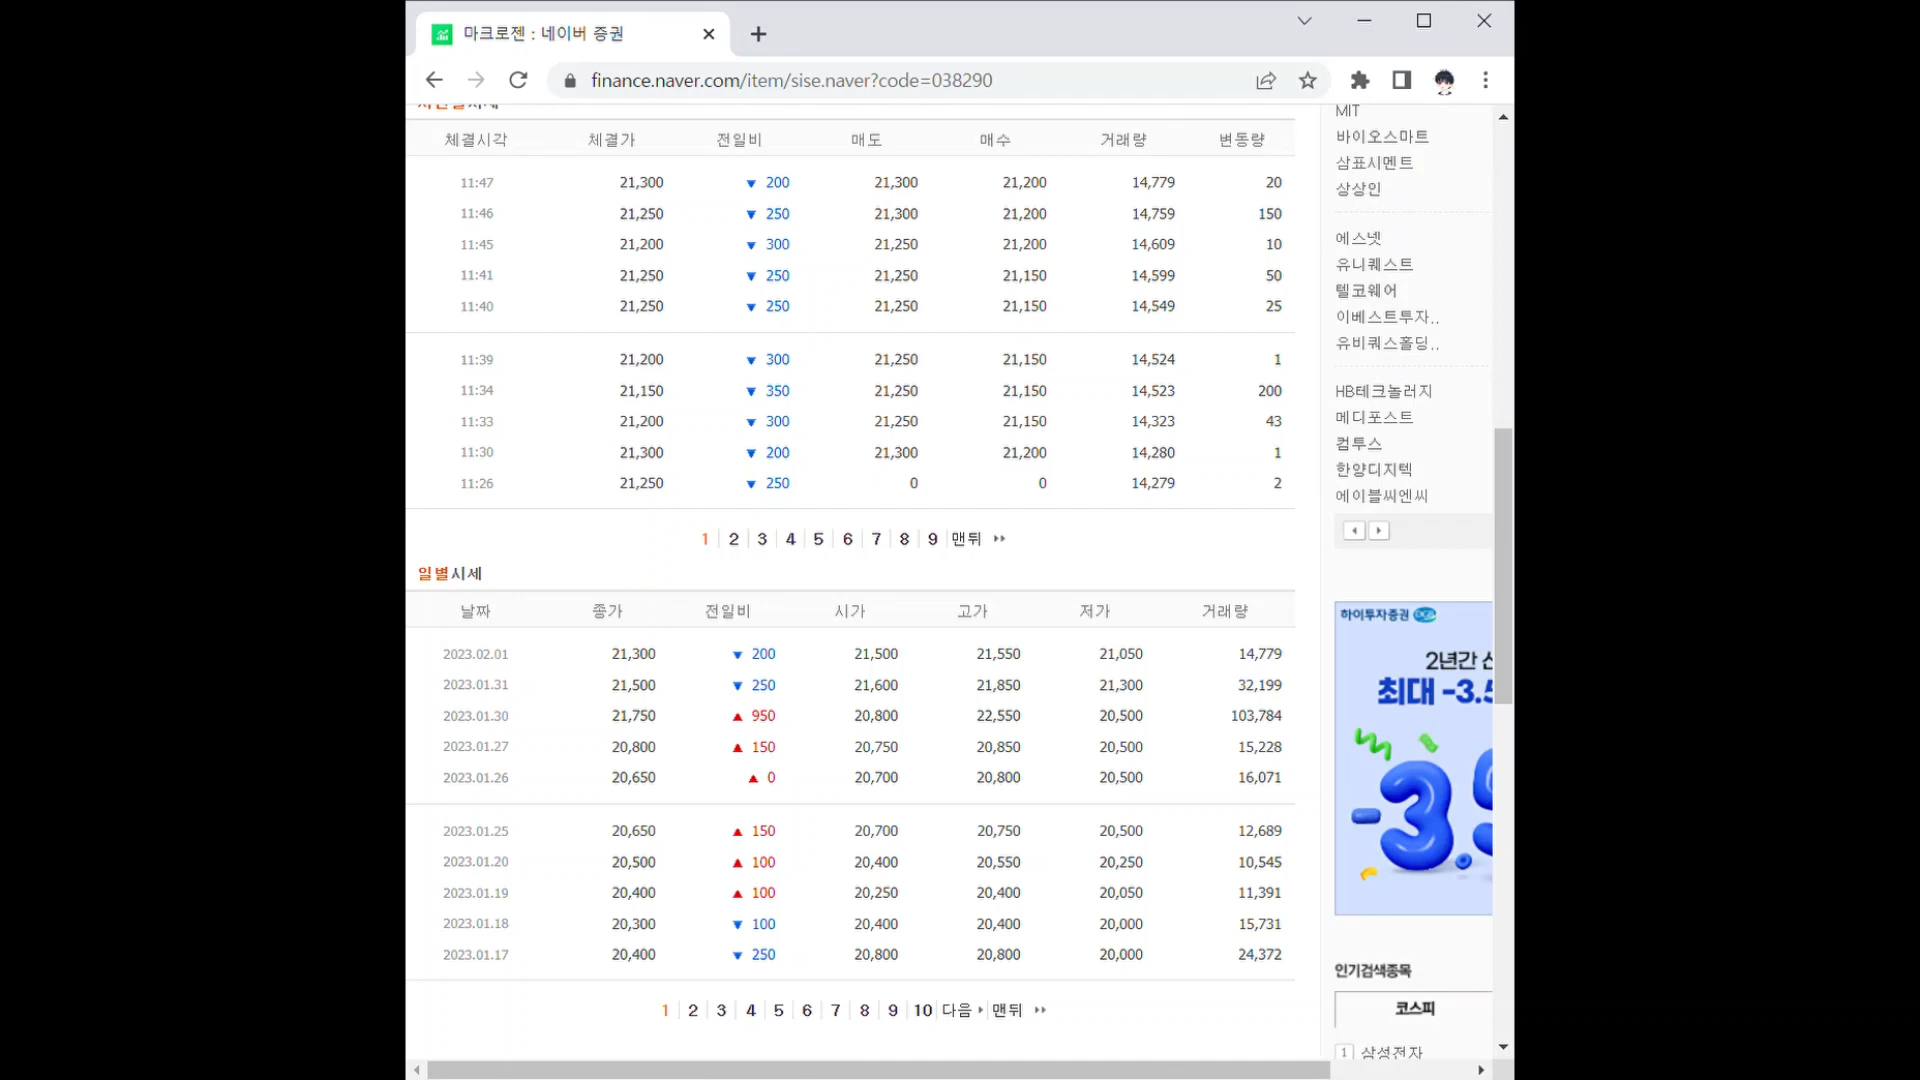 마크로젠 : 네이버 증권
finance.naver.com/item/sise.naver?code=038290
시간별시세
체결시각 체결가 전일비 매도 매수 거래량 변동량
11:47 21,300 ▼ 200 21,300 21,200 14,779 20
11:46 21,250 ▼ 250 21,300 21,200 14,759 150
11:45 21,200 ▼ 300 21,250 21,200 14,609 10
11:41 21,250 ▼ 250 21,250 21,150 14,599 50
11:40 21,250 ▼ 250 21,250 21,150 14,549 25
11:39 21,200 ▼ 300 21,250 21,150 14,524 1
11:34 21,150 ▼ 350 21,250 21,150 14,523 200
11:33 21,200 ▼ 300 21,250 21,150 14,323 43
11:30 21,300 ▼ 200 21,300 21,200 14,280 1
11:26 21,250 ▼ 250 0 0 14,279 2
1 2 3 4 5 6 7 8 9 맨뒤
일별시세
날짜 종가 전일비 시가 고가 저가 거래량
2023.02.01 21,300 ▼ 200 21,500 21,550 21,050 14,779
2023.01.31 21,500 ▼ 250 21,600 21,850 21,300 32,199
2023.01.30 21,750 ▲ 950 20,800 22,550 20,500 103,784
2023.01.27 20,800 ▲ 150 20,750 20,850 20,500 15,228
2023.01.26 20,650 ▲ 0 20,700 20,800 20,500 16,071
2023.01.25 20,650 ▲ 150 20,700 20,750 20,500 12,689
2023.01.20 20,500 ▲ 100 20,400 20,550 20,250 10,545
2023.01.19 20,400 ▲ 100 20,250 20,400 20,050 11,391
2023.01.18 20,300 ▼ 100 20,400 20,400 20,000 15,731
2023.01.17 20,400 ▼ 250 20,800 20,800 20,000 24,372
1 2 3 4 5 6 7 8 9 10 다음 맨뒤
MIT
바이오스마트
삼표시멘트
상상인
에스넷
유니퀘스트
텔코웨어
이베스트투자..
유비쿼스홀딩..
HB테크놀러지
메디포스트
컴투스
한양디지텍
에이블씨엔씨
하이투자증권 DGB
2년간
최대 -3.5
-3.9
인기검색종목
코스피
1 삼성전자